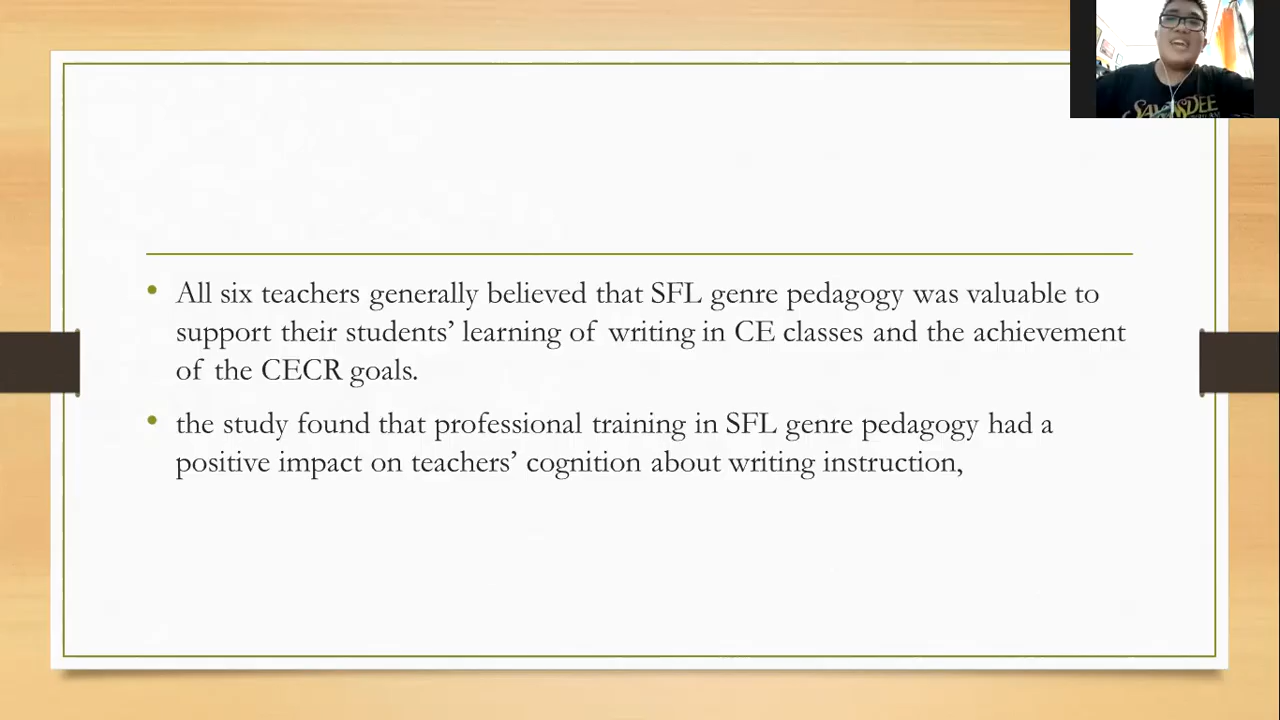 All six teachers generally believed that SFL genre pedagogy was valuable to
support their students’ learning of writing in CE classes and the achievement
of the CECR goals.
the study found that professional training in SFL genre pedagogy had a
positive impact on teachers’ cognition about writing instruction,